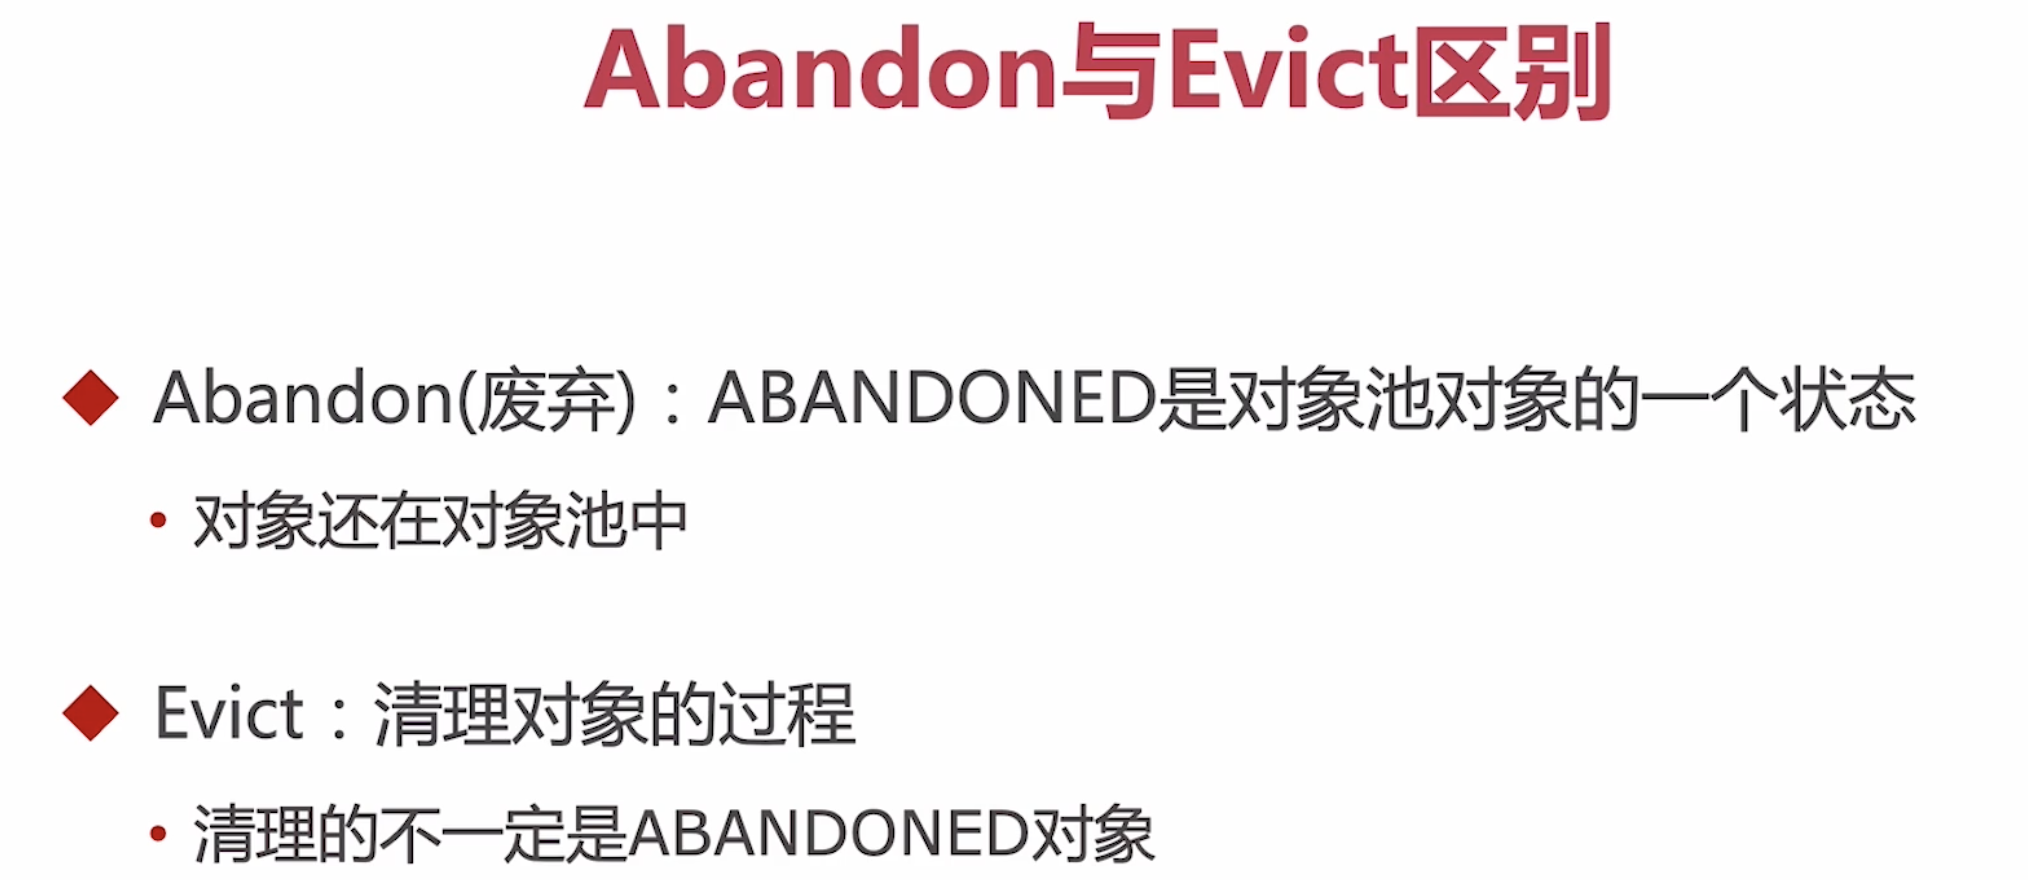 Abandon与Evict区别
Abandon(废弃)：ABANDONED是对象池对象的一个状态
对象还在对象池中
Evict：清理对象的过程
清理的不一定是ABANDONED对象